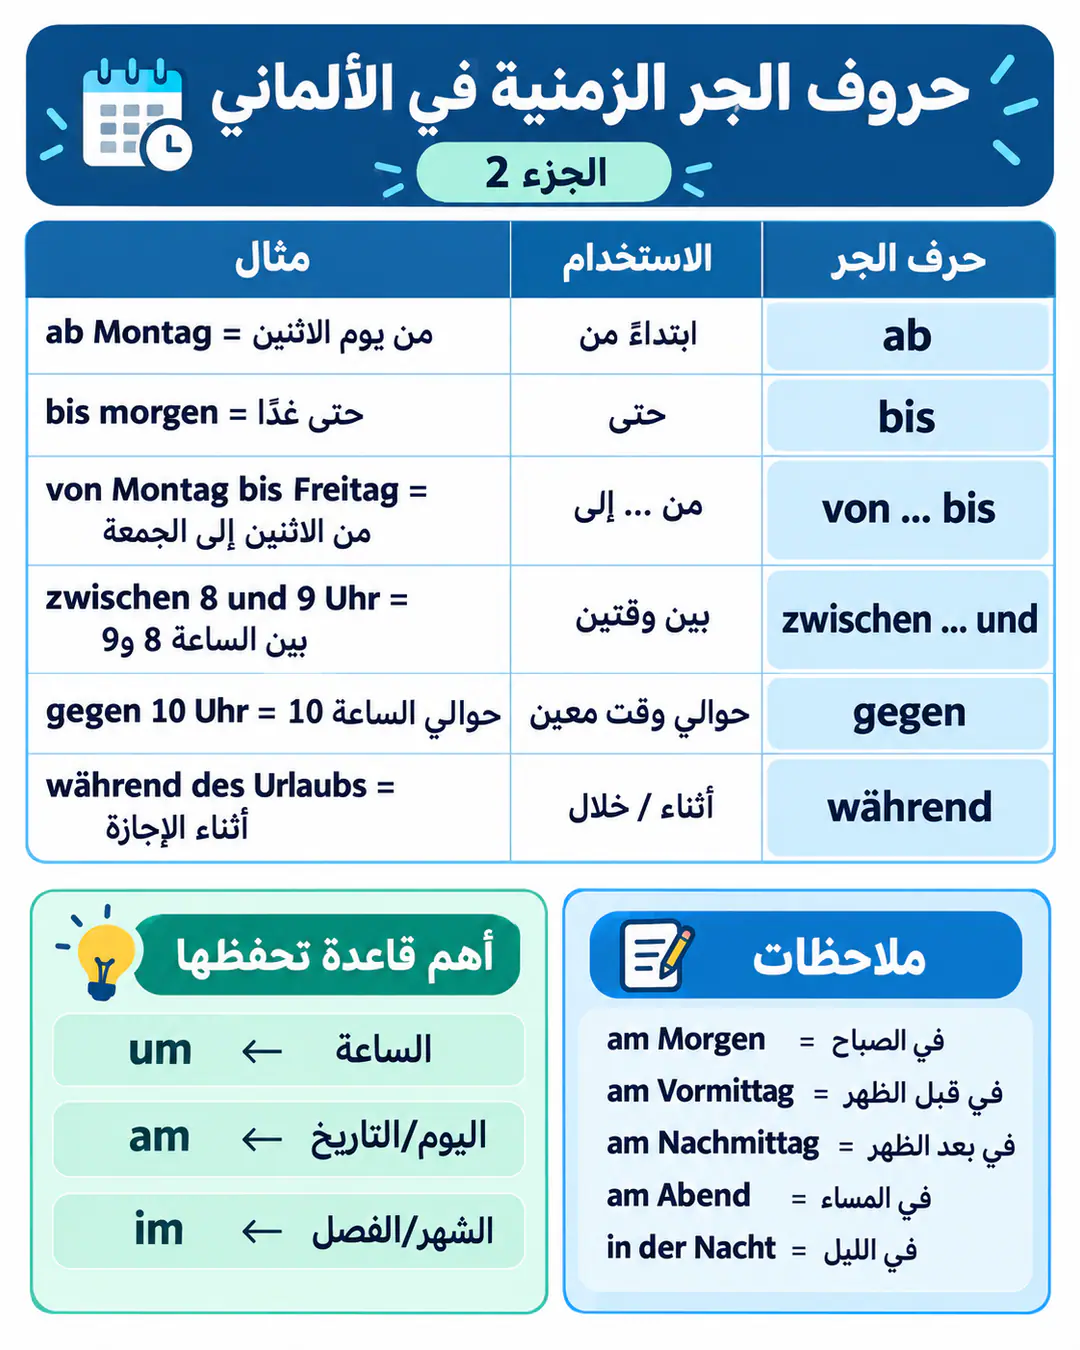 حروف الجر الزمنية في الألماني
الجزء 2
حرف الجر
الاستخدام
مثال
ab
ابتداءً من
ab Montag = من يوم الاثنين
bis
حتى
bis morgen = حتى غدًا
von ... bis
من ... إلى
von Montag bis Freitag =
من الاثنين إلى الجمعة
zwischen ... und
بين وقتين
zwischen 8 und 9 Uhr =
بين الساعة 8 و9
gegen
حوالي وقت معين
gegen 10 Uhr = حوالي الساعة 10
während
أثناء / خلال
während des Urlaubs =
أثناء الإجازة
ملاحظات
am Morgen = في الصباح
am Vormittag = في قبل الظهر
am Nachmittag = في بعد الظهر
am Abend = في المساء
in der Nacht = في الليل
أهم قاعدة تحفظها
الساعة ← um
اليوم/التاريخ ← am
الشهر/الفصل ← im